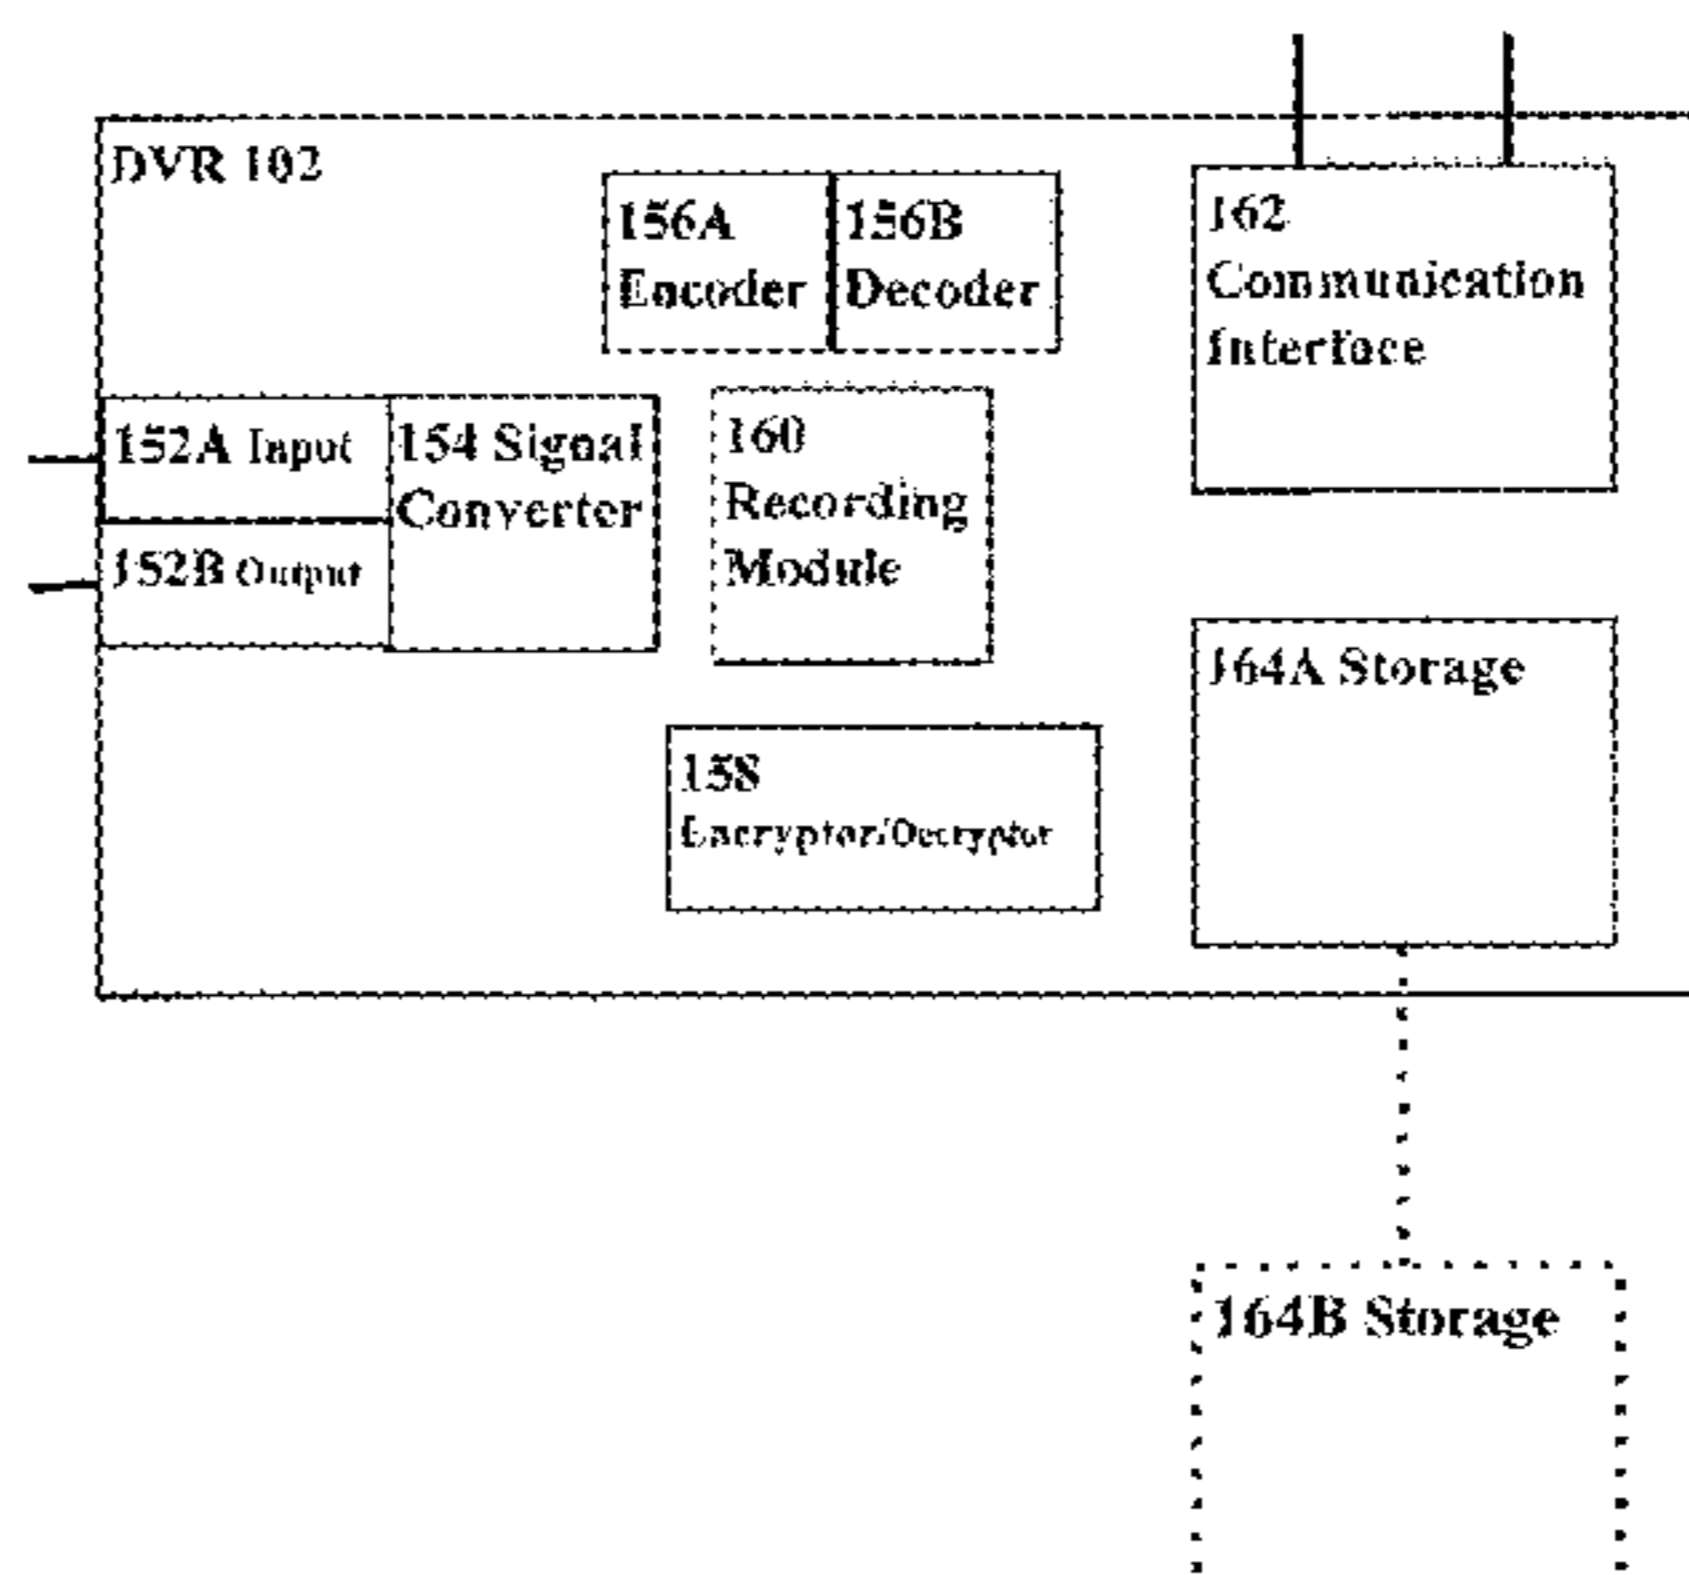 DVR 102
156A
Encoder
156B
Decoder
162
Communication
Interface
152A Input
152B Output
154 Signal
Converter
160
Recording
Module
164A Storage
158
Encryptor/Decryptor
164B Storage